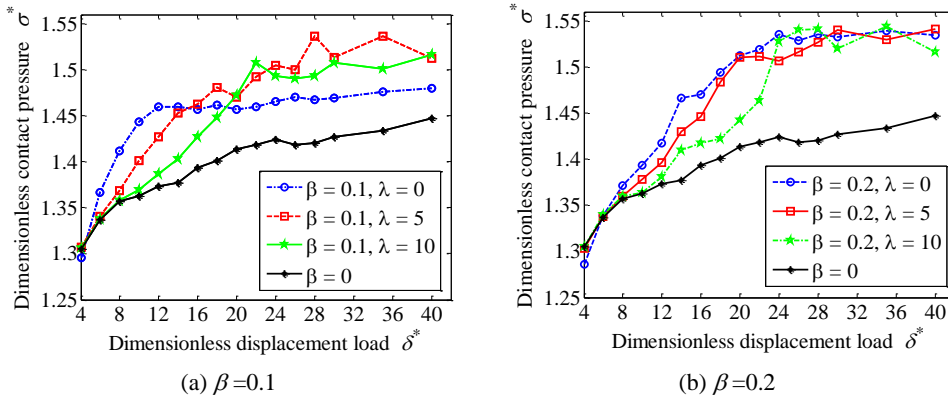 Dimensionless contact pressure σ*
1.55
1.5
1.45
1.4
1.35
1.3
1.25
4 8 12 16 20 24 28 32 36 40
Dimensionless displacement load δ*
β = 0.1, λ = 0
β = 0.1, λ = 5
β = 0.1, λ = 10
β = 0
(a) β=0.1
Dimensionless contact pressure σ*
1.55
1.5
1.45
1.4
1.35
1.3
1.25
4 8 12 16 20 24 28 32 36 40
Dimensionless displacement load δ*
β = 0.2, λ = 0
β = 0.2, λ = 5
β = 0.2, λ = 10
β = 0
(b) β=0.2